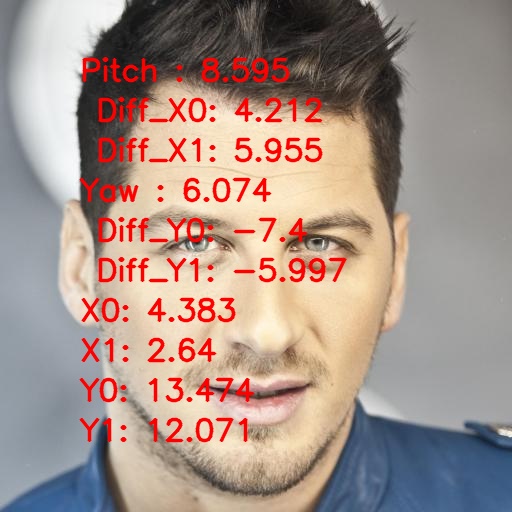 Pitch : 8.595
Diff_X0: 4.212
Diff_X1: 5.955
Yaw : 6.074
Diff_Y0: -7.4
Diff_Y1: -5.997
X0: 4.383
X1: 2.64
Y0: 13.474
Y1: 12.071